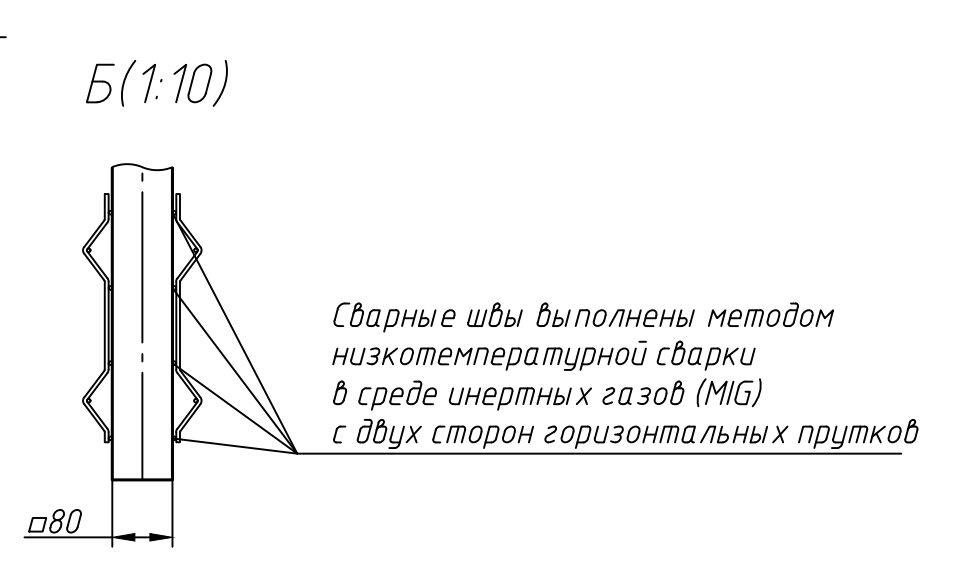 Б(1:10)
Сварные швы выполнены методом
низкотемпературной сварки
в среде инертных газов (MIG)
с двух сторон горизонтальных прутков
□80